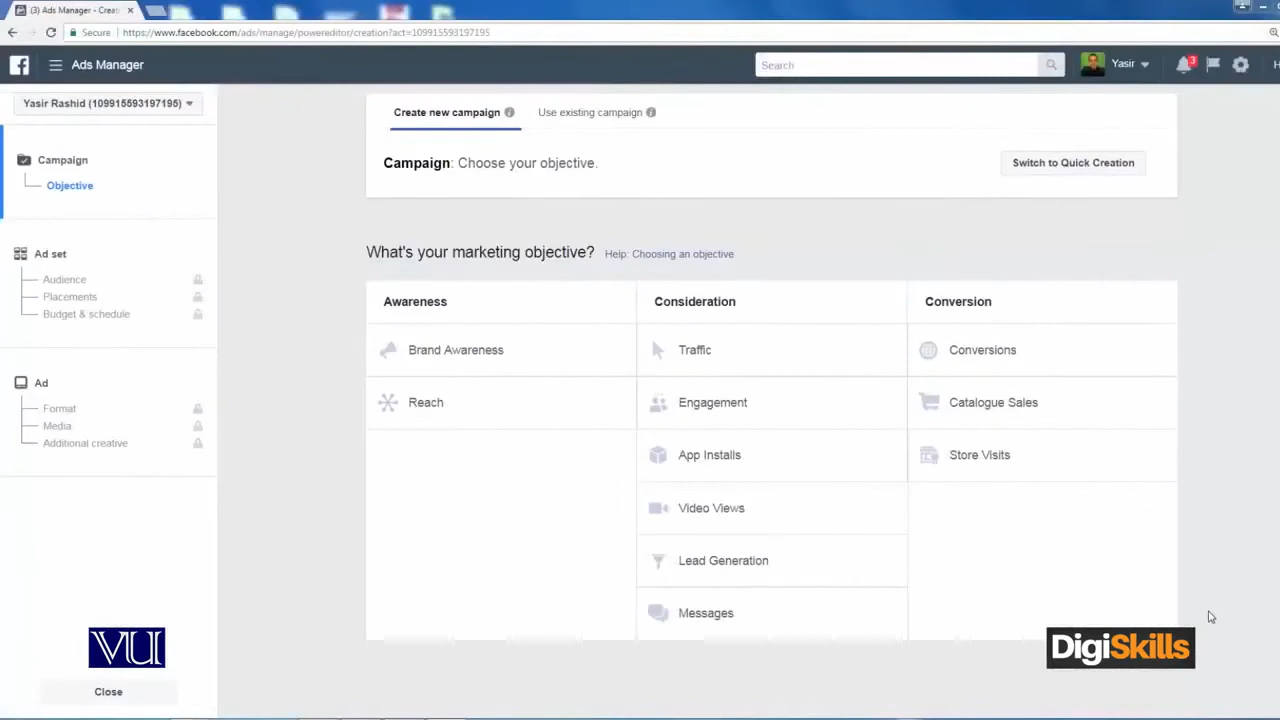 (3) Ads Manager - Creat
Secure
https://www.facebook.com/ads/manage/powereditor/creation?act=109915593197195
Ads Manager
Search
Yasir
3
H
Yasir Rashid (109915593197195)
Create new campaign
Use existing campaign
Campaign: Choose your objective.
Switch to Quick Creation
Campaign
Objective
Ad set
Audience
Placements
Budget & schedule
Ad
Format
Media
Additional creative
Close
What's your marketing objective?
Help: Choosing an objective
Awareness
Consideration
Conversion
Brand Awareness
Traffic
Conversions
Reach
Engagement
Catalogue Sales
App Installs
Store Visits
Video Views
Lead Generation
Messages
VU
DigiSkills